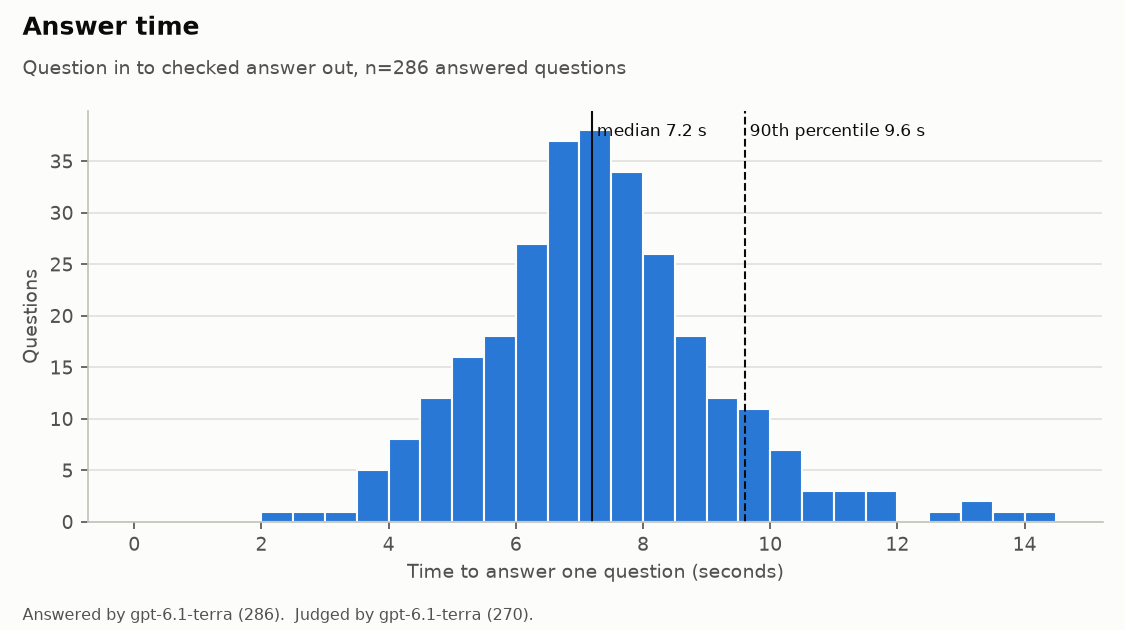 Answer time
Question in to checked answer out, n=286 answered questions
median 7.2 s
90th percentile 9.6 s
Questions
35
30
25
20
15
10
5
0
0 2 4 6 8 10 12 14
Time to answer one question (seconds)
Answered by gpt-6.1-terra (286).  Judged by gpt-6.1-terra (270).